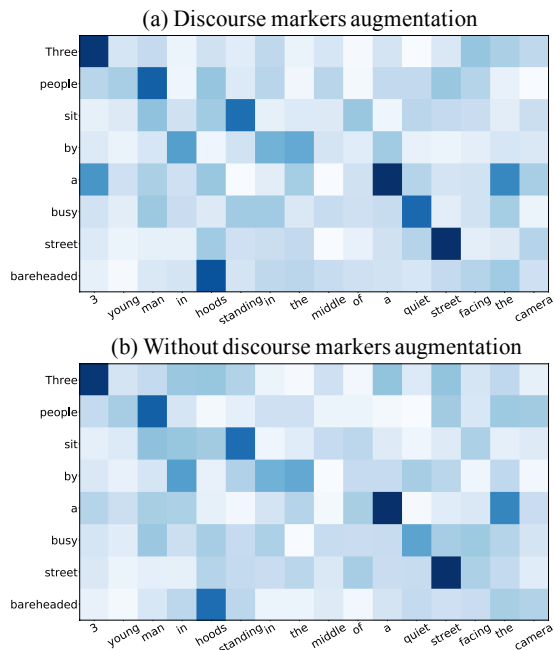 (a) Discourse markers augmentation
Three
people
sit
by
a
busy
street
bareheaded
3 young man in hoods standing in the middle of a quiet street facing the camera
(b) Without discourse markers augmentation
Three
people
sit
by
a
busy
street
bareheaded
3 young man in hoods standing in the middle of a quiet street facing the camera